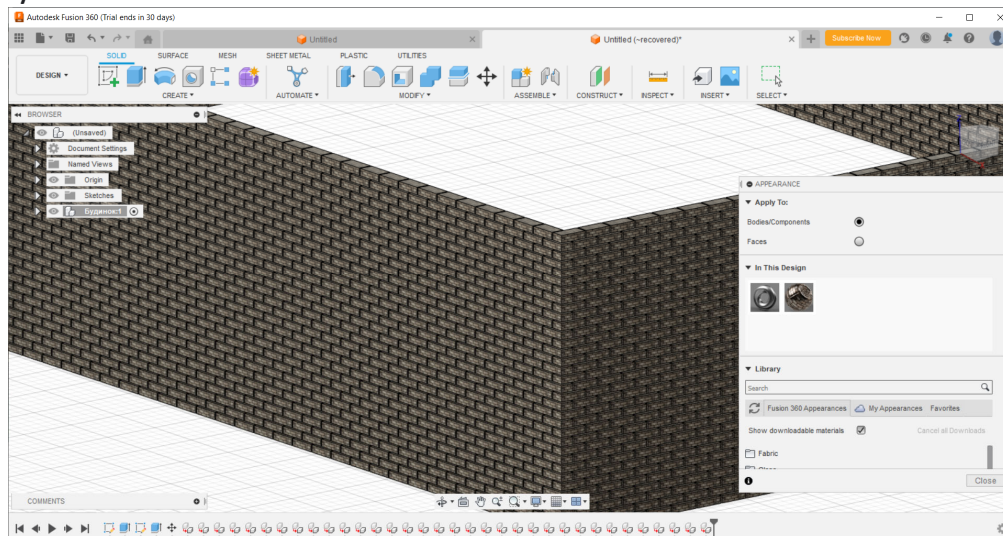 Autodesk Fusion 360 (Trial ends in 30 days)
Untitled
Untitled (~recovered)*
Subscribe Now
SOLID SURFACE MESH SHEET METAL PLASTIC UTILITIES
DESIGN
CREATE AUTOMATE MODIFY ASSEMBLE CONSTRUCT INSPECT INSERT SELECT
BROWSER
(Unsaved)
Document Settings
Named Views
Origin
Sketches
Будинок:1
APPEARANCE
Apply To:
Bodies/Components
Faces
In This Design
Library
Search
Fusion 360 Appearances My Appearances Favorites
Show downloadable materials Cancel all Downloads
Fabric
Close
COMMENTS